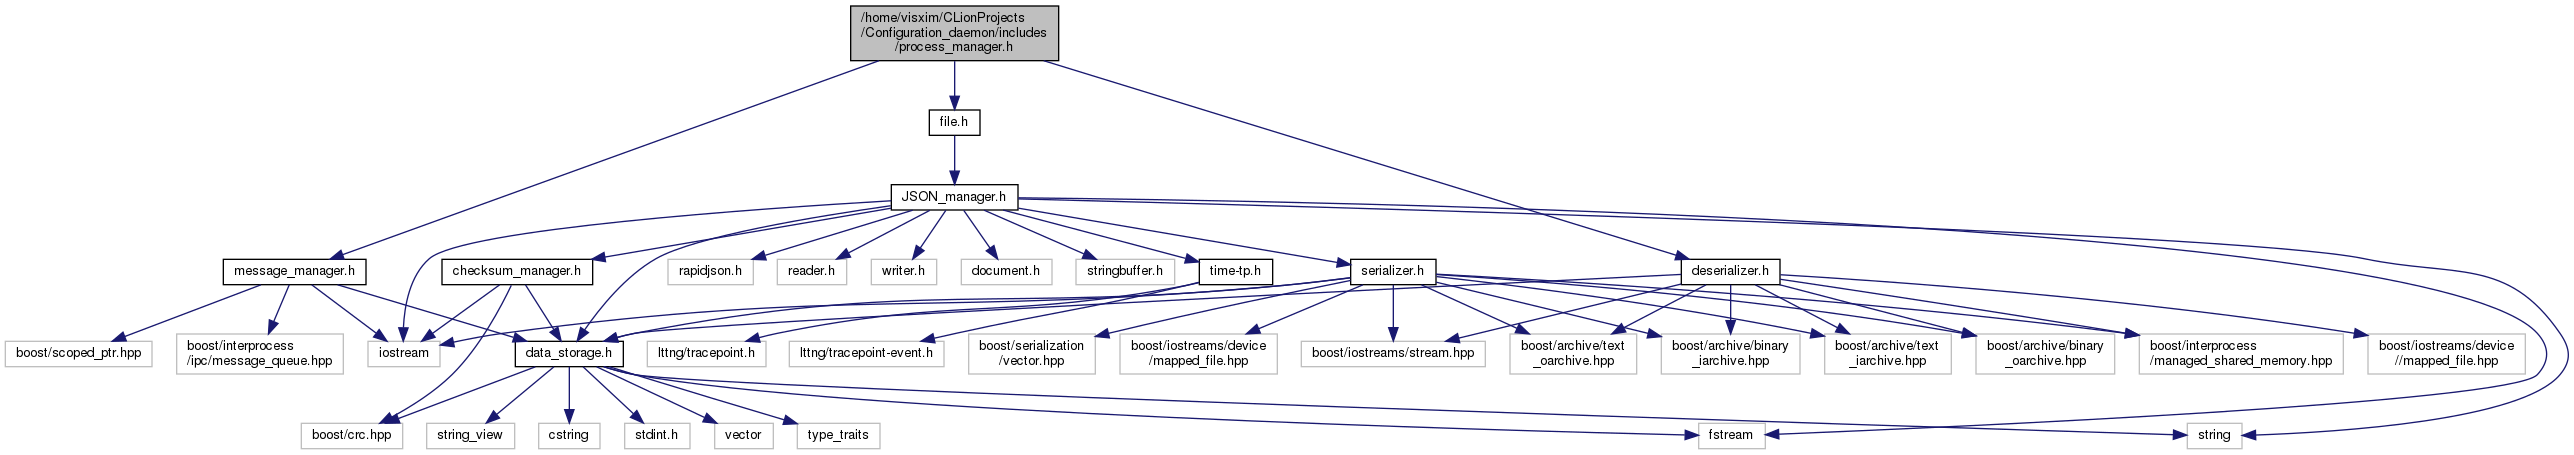 /home/visxim/CLionProjects
/Configuration_daemon/includes
/process_manager.h
file.h
JSON_manager.h
message_manager.h
checksum_manager.h
rapidjson.h
reader.h
writer.h
document.h
stringbuffer.h
time-tp.h
serializer.h
deserializer.h
boost/scoped_ptr.hpp
boost/interprocess
/ipc/message_queue.hpp
iostream
data_storage.h
lttng/tracepoint.h
lttng/tracepoint-event.h
boost/serialization
/vector.hpp
boost/iostreams/device
/mapped_file.hpp
boost/iostreams/stream.hpp
boost/archive/text
_oarchive.hpp
boost/archive/binary
_iarchive.hpp
boost/archive/text
_iarchive.hpp
boost/archive/binary
_oarchive.hpp
boost/interprocess
/managed_shared_memory.hpp
boost/iostreams/device
//mapped_file.hpp
boost/crc.hpp
string_view
cstring
stdint.h
vector
type_traits
fstream
string